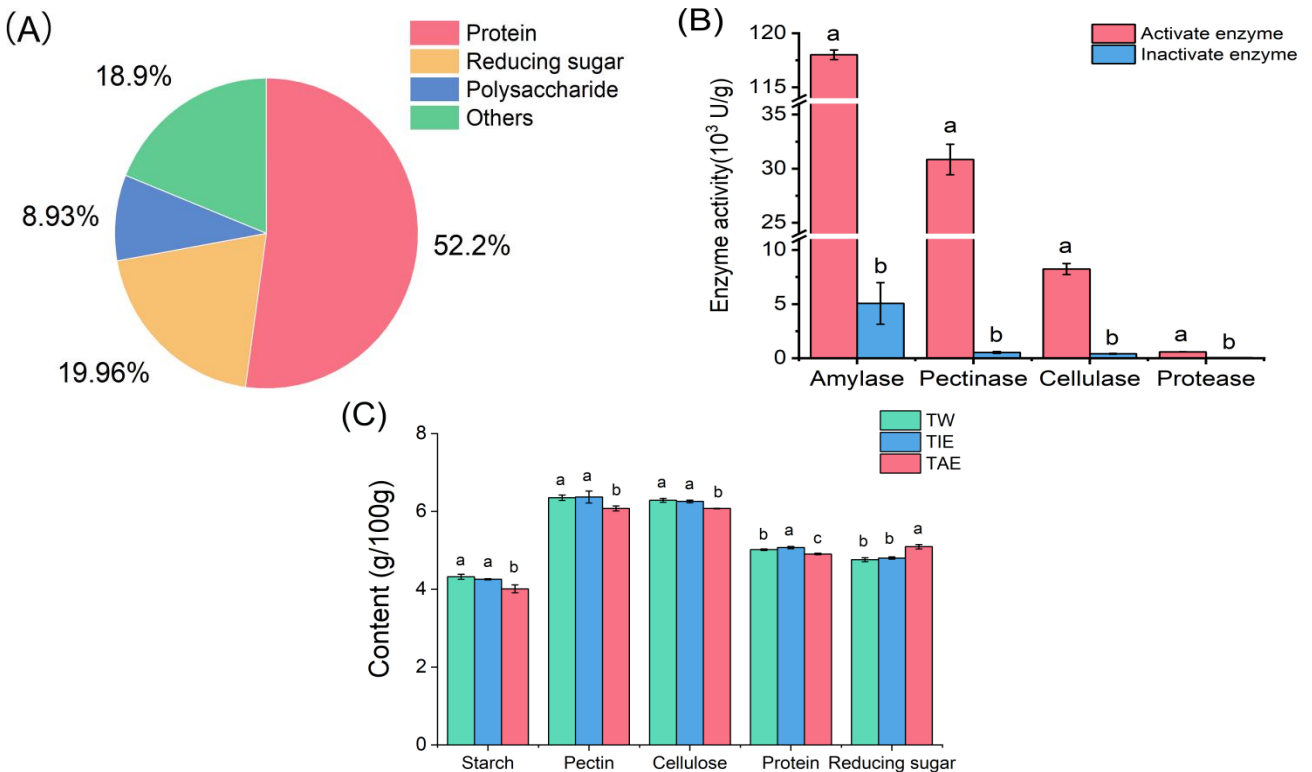 (A)
Protein
Reducing sugar
Polysaccharide
Others
18.9%
8.93%
19.96%
52.2%
(B)
Activate enzyme
Inactivate enzyme
Enzyme activity(10³ U/g)
120
115
35
30
25
10
5
0
a
b
a
b
a
b
a
b
Amylase Pectinase Cellulase Protease
(C)
TW
TIE
TAE
Content (g/100g)
8
6
4
2
0
a a b
a a b
a a b
b a c
b b a
Starch Pectin Cellulose Protein Reducing sugar